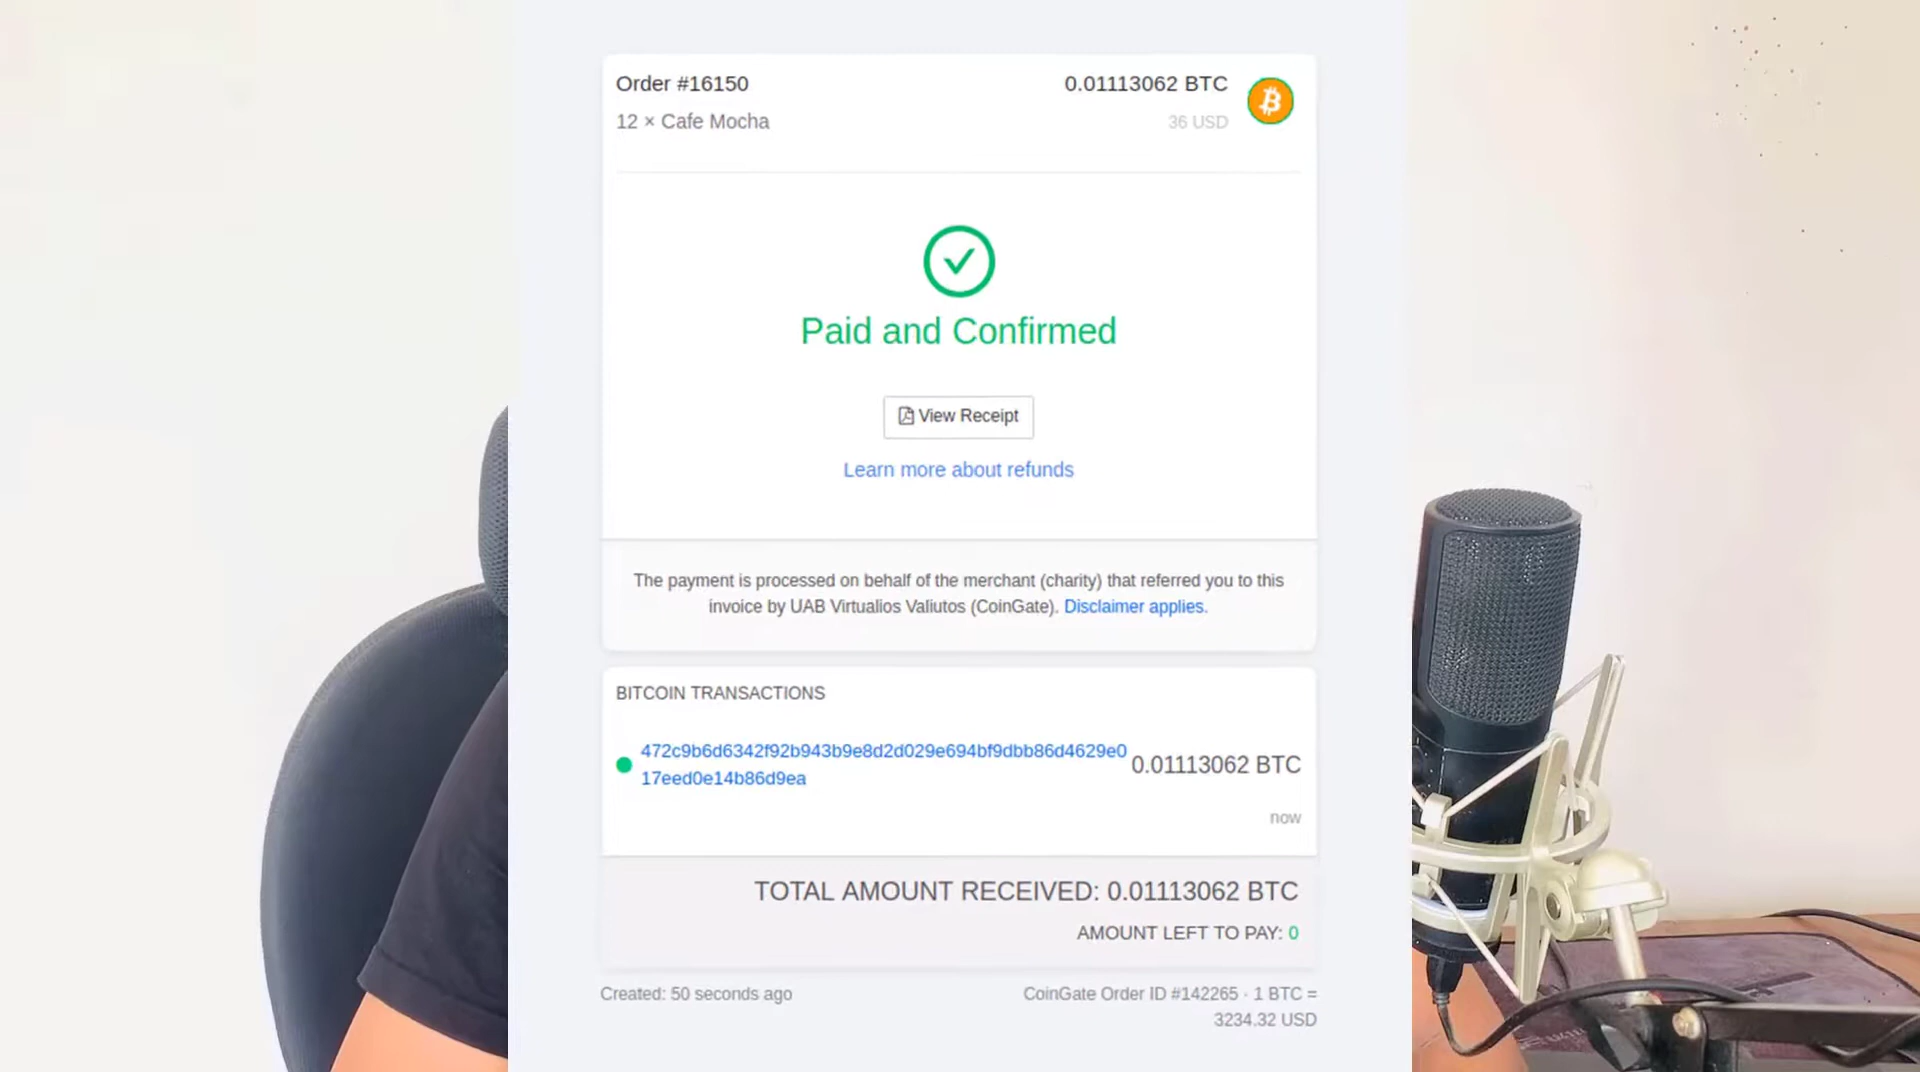 Order #16150
0.01113062 BTC
12 × Cafe Mocha
36 USD
Paid and Confirmed
View Receipt
Learn more about refunds
The payment is processed on behalf of the merchant (charity) that referred you to this
invoice by UAB Virtualios Valiutos (CoinGate). Disclaimer applies.
BITCOIN TRANSACTIONS
472c9b6d6342f92b943b9e8d2d029e694bf9dbb86d4629e0
17eed0e14b86d9ea
0.01113062 BTC
now
TOTAL AMOUNT RECEIVED: 0.01113062 BTC
AMOUNT LEFT TO PAY: 0
Created: 50 seconds ago
CoinGate Order ID #142265 · 1 BTC =
3234.32 USD